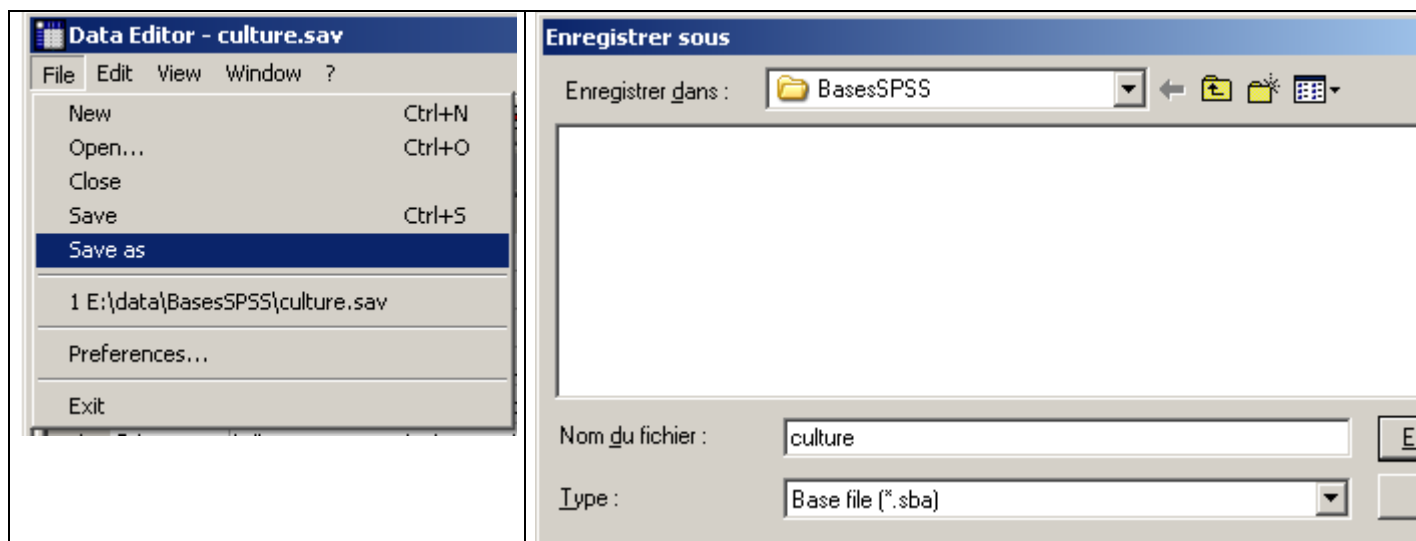 Data Editor - culture.sav
File Edit View Window ?
New Ctrl+N
Open... Ctrl+O
Close
Save Ctrl+S
Save as
1 E:\data\BasesSPSS\culture.sav
Preferences...
Exit
Enregistrer sous
Enregistrer dans :
BasesSPSS
Nom du fichier :
culture
E
Type :
Base file (*.sba)